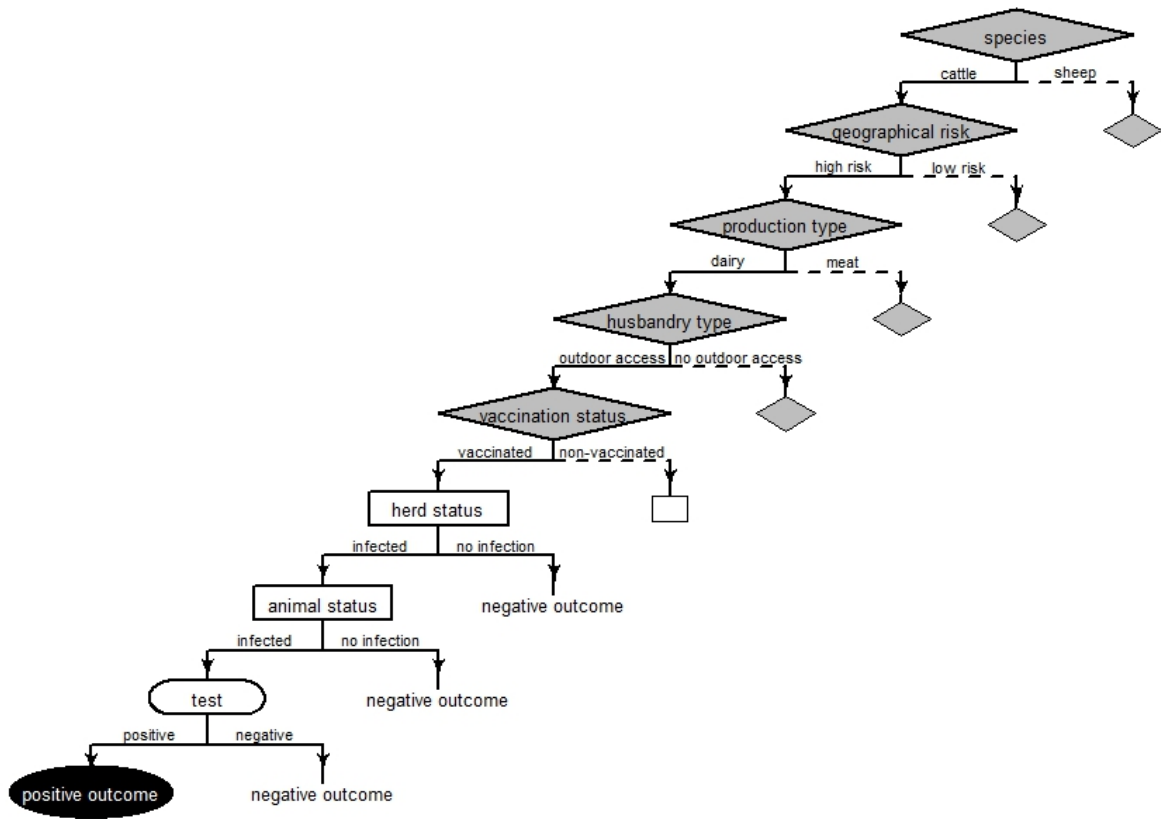 species
cattle
sheep
geographical risk
high risk
low risk
production type
dairy
meat
husbandry type
outdoor access
no outdoor access
vaccination status
vaccinated
non-vaccinated
herd status
infected
no infection
animal status
negative outcome
infected
no infection
test
negative outcome
positive
negative
positive outcome
negative outcome